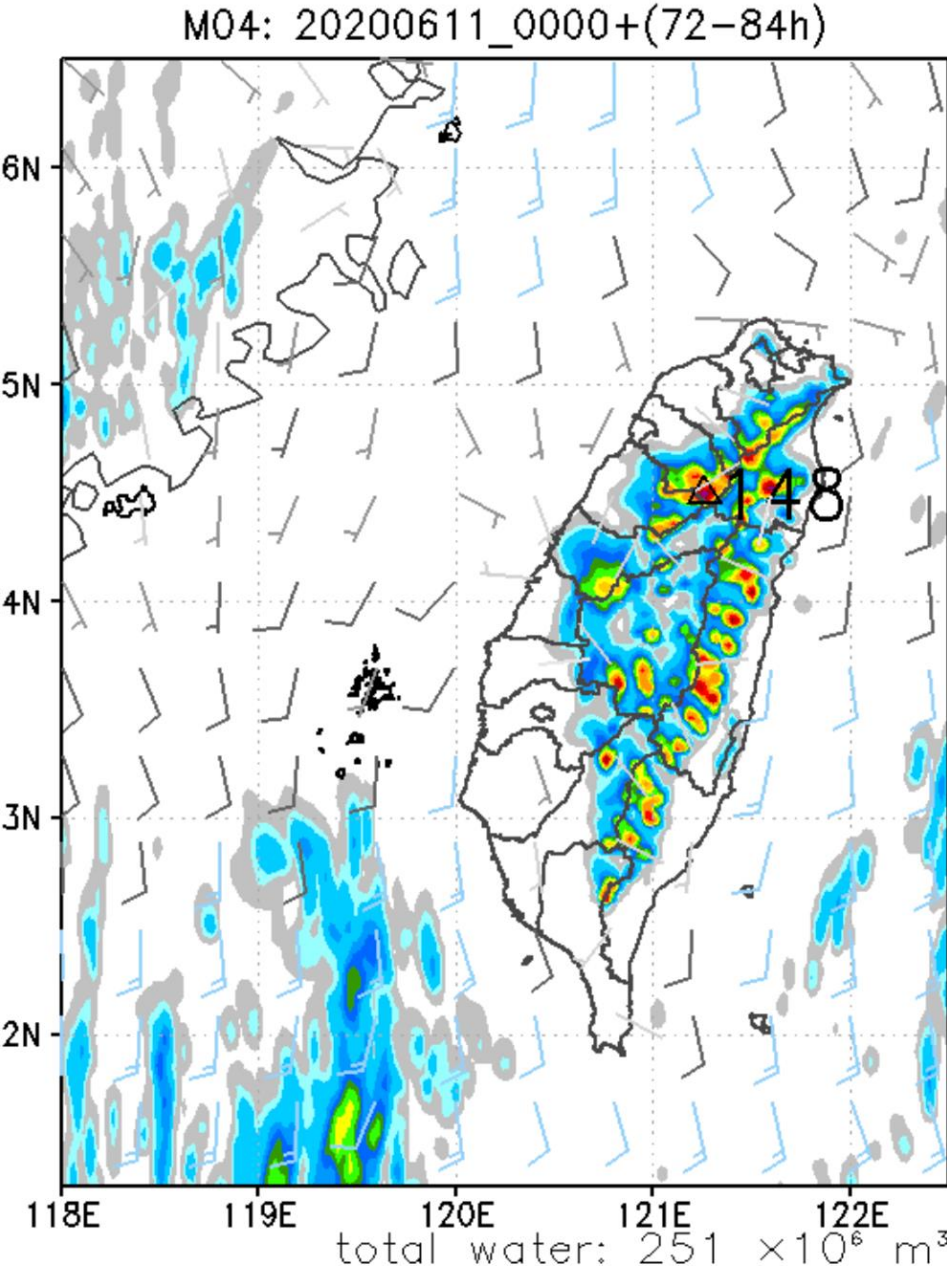 M04: 20200611_0000+(72-84h)
6N
5N
148
4N
3N
2N
118E 119E 120E 121E 122E
total water: 251 ×10⁶ m³